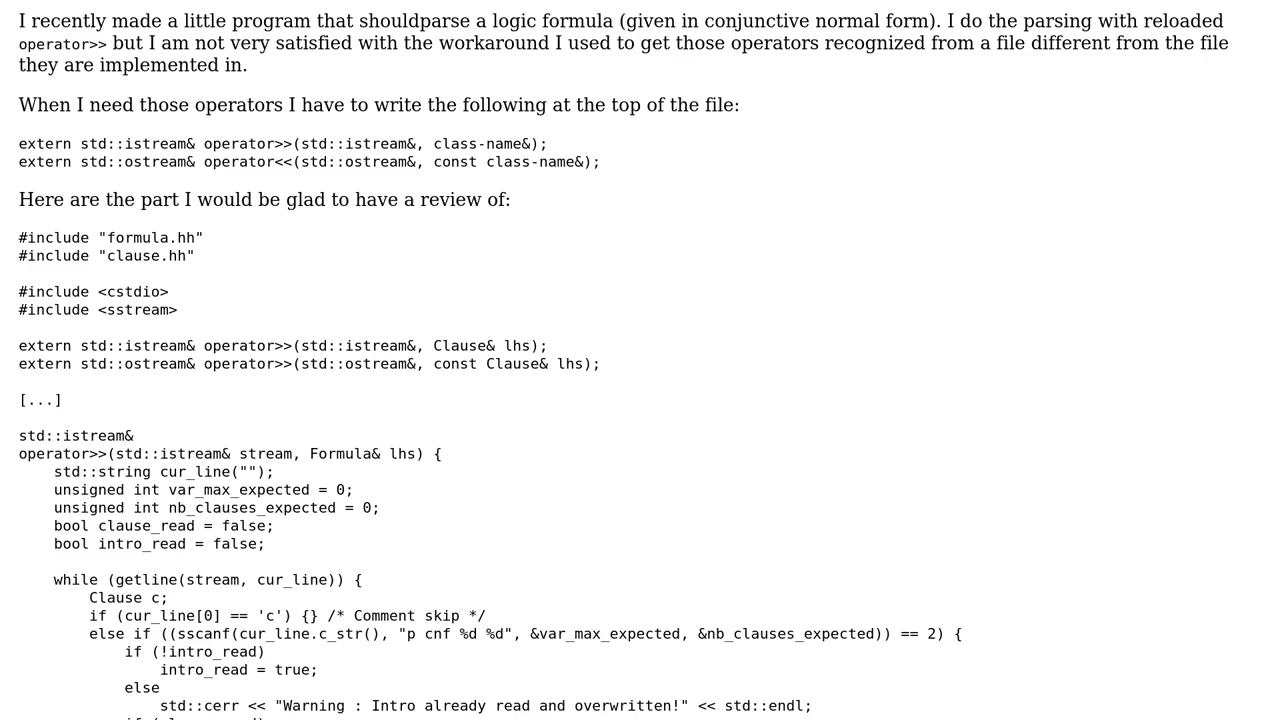 I recently made a little program that shouldparse a logic formula (given in conjunctive normal form). I do the parsing with reloaded
operator>> but I am not very satisfied with the workaround I used to get those operators recognized from a file different from the file
they are implemented in.
When I need those operators I have to write the following at the top of the file:
extern std::istream& operator>>(std::istream&, class-name&);
extern std::ostream& operator<<(std::ostream&, const class-name&);
Here are the part I would be glad to have a review of:
#include "formula.hh"
#include "clause.hh"
#include <cstdio>
#include <sstream>
extern std::istream& operator>>(std::istream&, Clause& lhs);
extern std::ostream& operator>>(std::ostream&, const Clause& lhs);
[...]
std::istream&
operator>>(std::istream& stream, Formula& lhs) {
    std::string cur_line("");
    unsigned int var_max_expected = 0;
    unsigned int nb_clauses_expected = 0;
    bool clause_read = false;
    bool intro_read = false;
    while (getline(stream, cur_line)) {
        Clause c;
        if (cur_line[0] == 'c') {} /* Comment skip */
        else if ((sscanf(cur_line.c_str(), "p cnf %d %d", &var_max_expected, &nb_clauses_expected)) == 2) {
            if (!intro_read)
                intro_read = true;
            else
                std::cerr << "Warning : Intro already read and overwritten!" << std::endl;